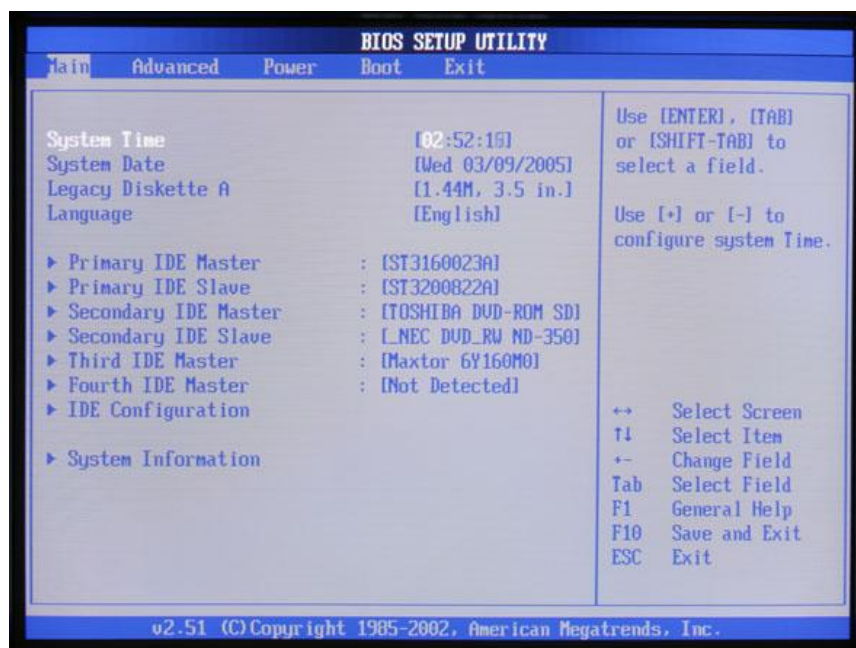 BIOS SETUP UTILITY
Main Advanced Power Boot Exit
System Time [02:52:16]
System Date [Wed 03/09/2005]
Legacy Diskette A [1.44M, 3.5 in.]
Language [English]
▶ Primary IDE Master : [ST3160023A]
▶ Primary IDE Slave : [ST3200822A]
▶ Secondary IDE Master : [TOSHIBA DVD-ROM SD]
▶ Secondary IDE Slave : [_NEC DVD_RW ND-350]
▶ Third IDE Master : [Maxtor 6Y160M0]
▶ Fourth IDE Master : [Not Detected]
▶ IDE Configuration
▶ System Information
Use [ENTER], [TAB]
or [SHIFT-TAB] to
select a field.
Use [+] or [-] to
configure system Time.
↔ Select Screen
↑↓ Select Item
+- Change Field
Tab Select Field
F1 General Help
F10 Save and Exit
ESC Exit
v2.51 (C)Copyright 1985-2002, American Megatrends, Inc.